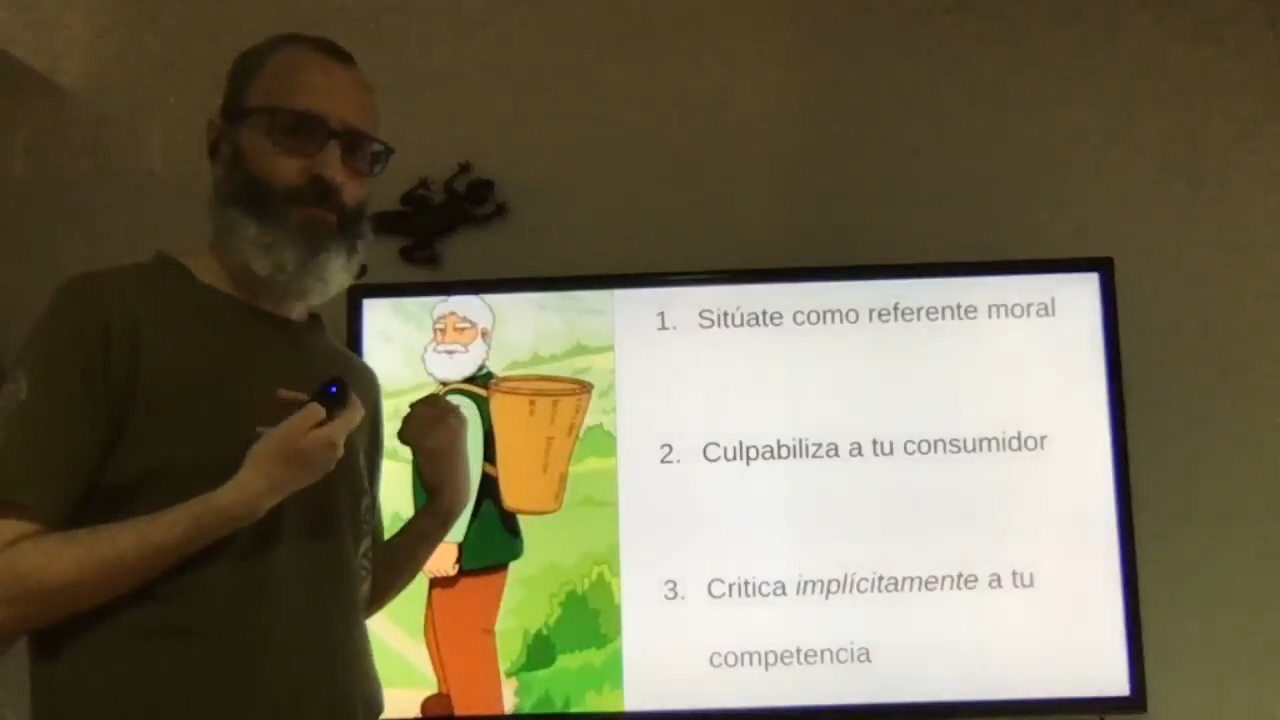 1. Sitúate como referente moral
2. Culpabiliza a tu consumidor
3. Critica implícitamente a tu
competencia